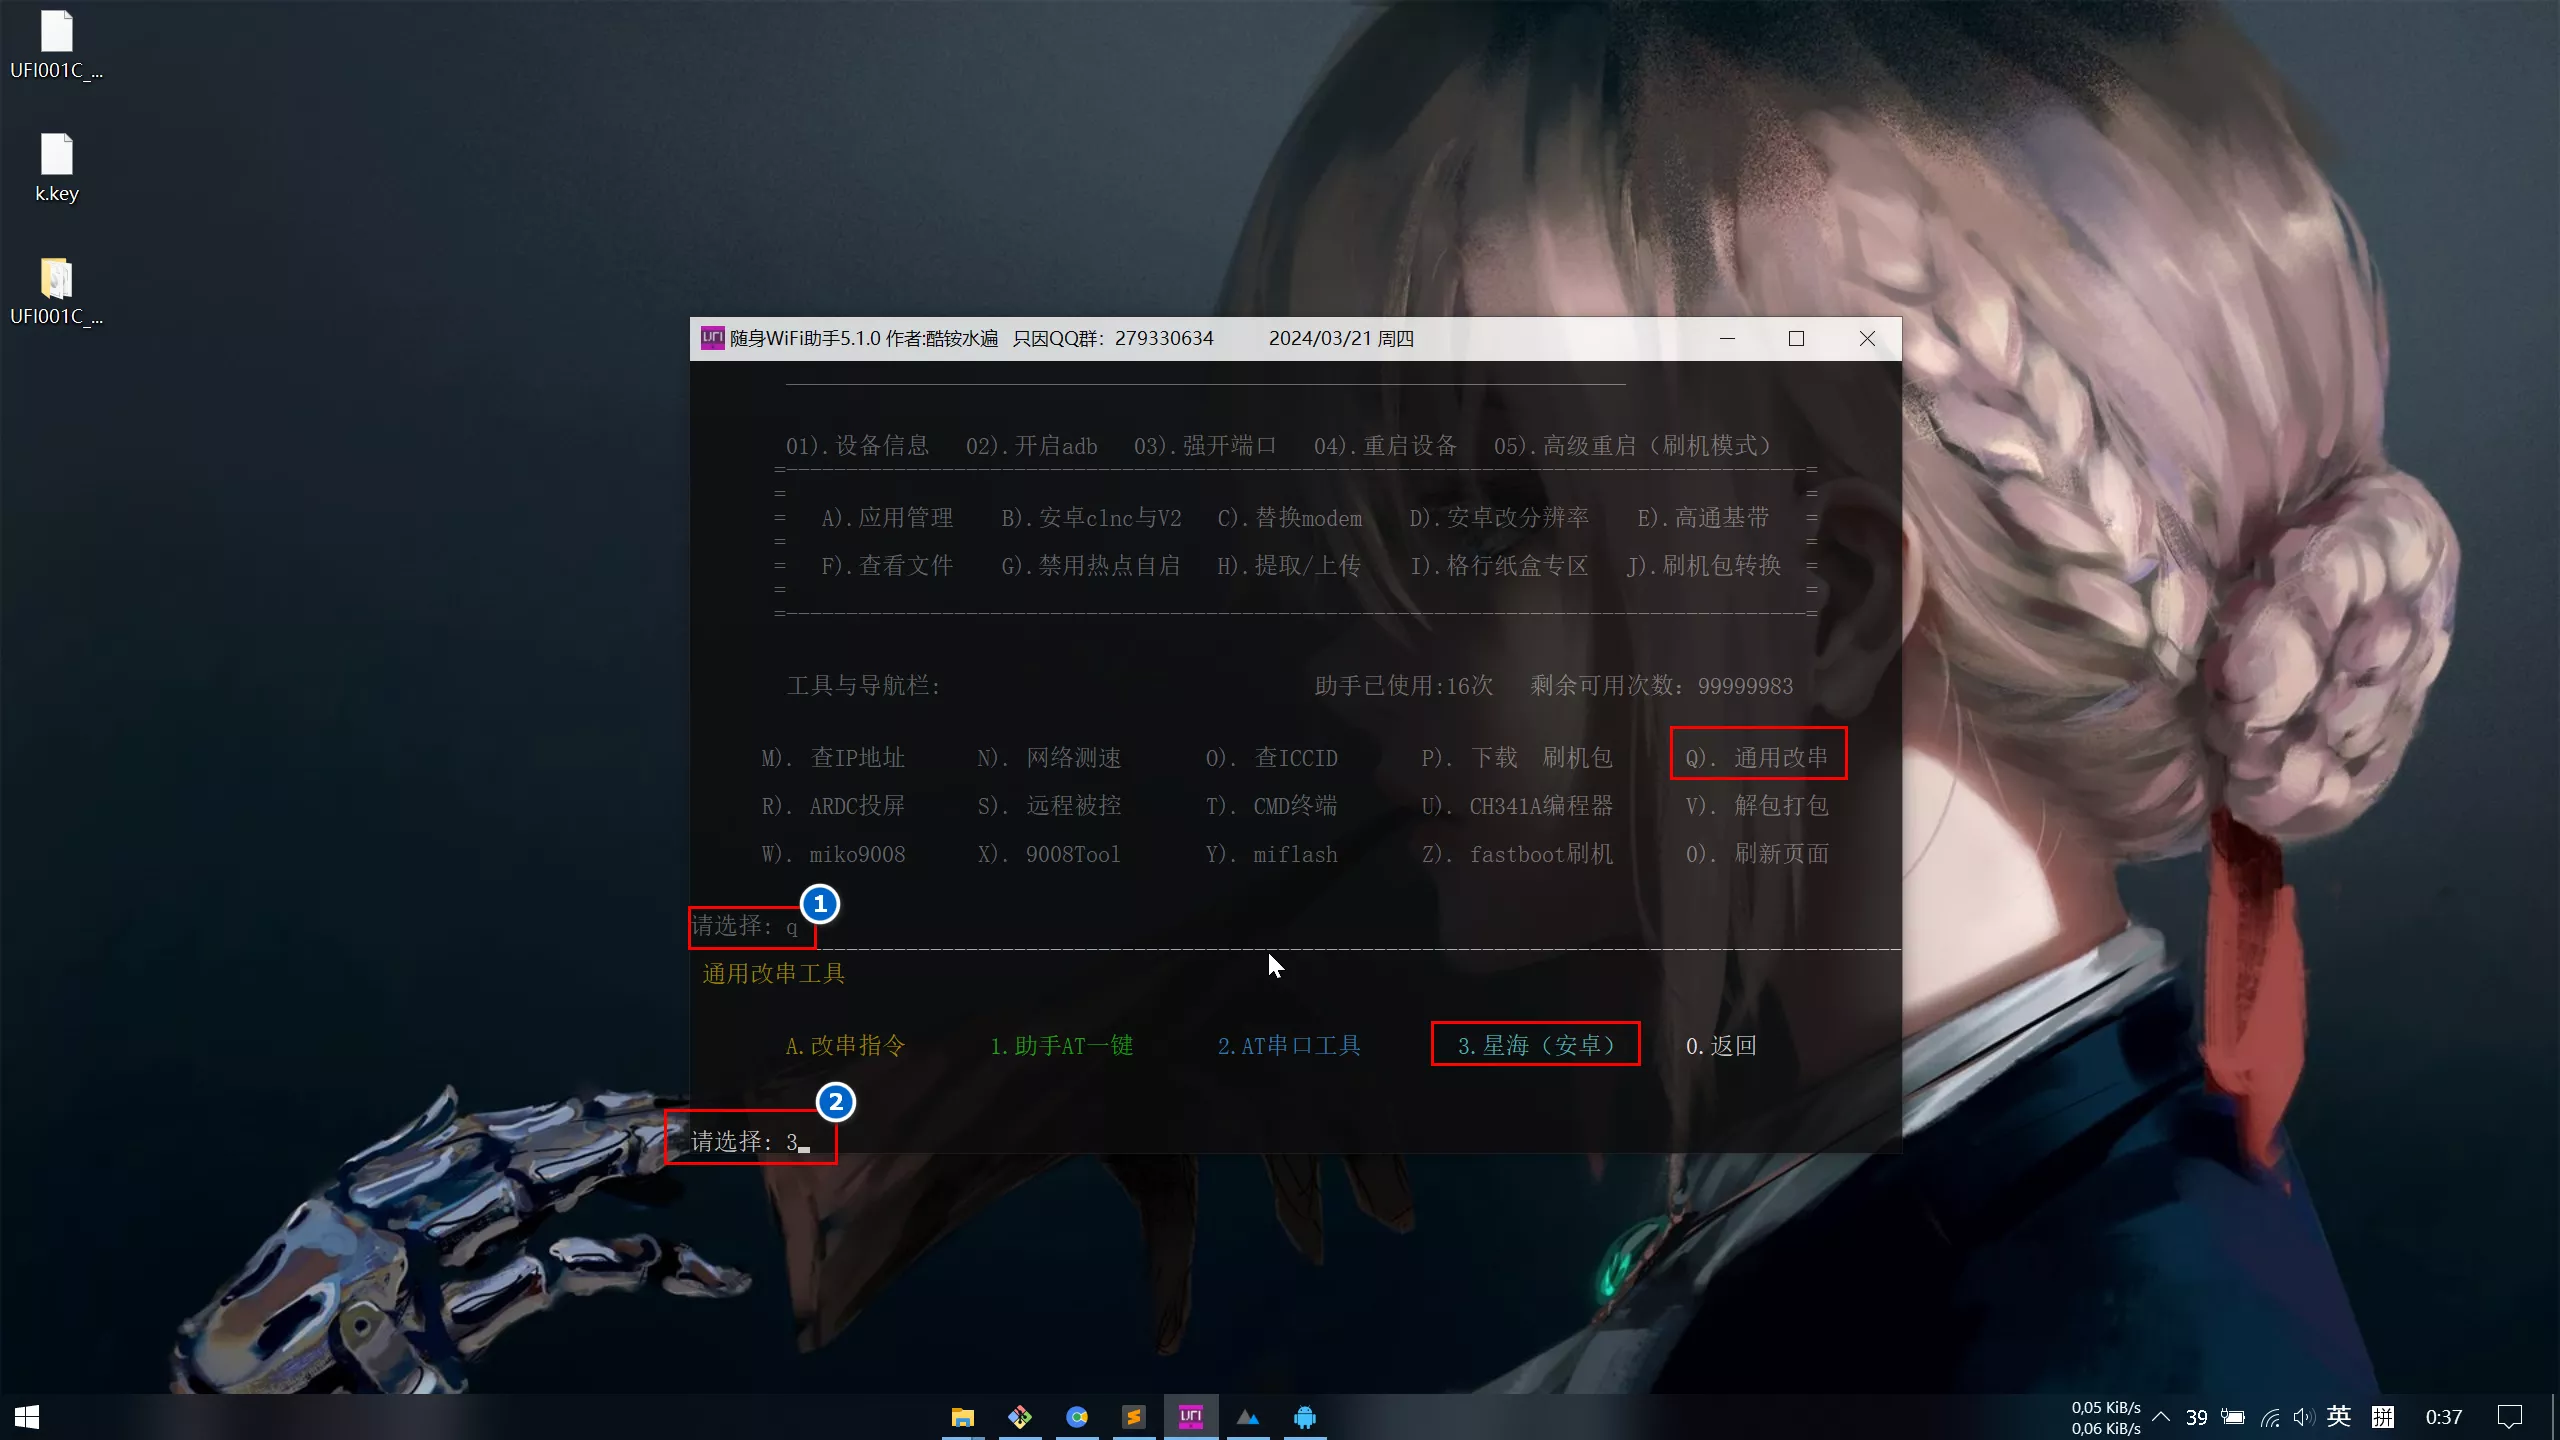 UFI001C_...
k.key
UFI001C_...
UFI 随身WiFi助手5.1.0 作者:酷铵水遍 只因QQ群：279330634 2024/03/21 周四
01).设备信息 02).开启adb 03).强开端口 04).重启设备 05).高级重启（刷机模式）
A).应用管理 B).安卓clnc与V2 C).替换modem D).安卓改分辨率 E).高通基带
F).查看文件 G).禁用热点自启 H).提取/上传 I).格行纸盒专区 J).刷机包转换
工具与导航栏: 助手已使用:16次 剩余可用次数：99999983
M). 查IP地址 N). 网络测速 O). 查ICCID P). 下载 刷机包 Q). 通用改串
R). ARDC投屏 S). 远程被控 T). CMD终端 U). CH341A编程器 V). 解包打包
W). miko9008 X). 9008Tool Y). miflash Z). fastboot刷机 0). 刷新页面
1
请选择: q
通用改串工具
A.改串指令 1.助手AT一键 2.AT串口工具 3.星海（安卓） 0.返回
2
请选择: 3
UFI
0,05 KiB/s
0,06 KiB/s
39 英 拼 0:37